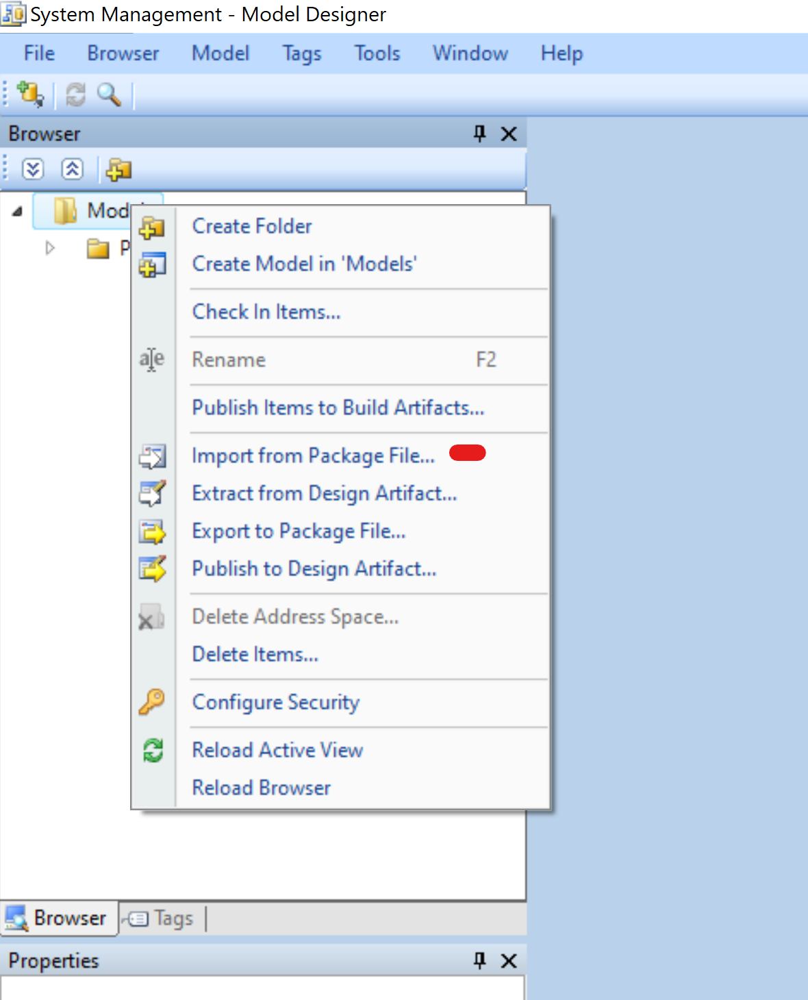 System Management - Model Designer
File Browser Model Tags Tools Window Help
Browser
Create Folder
Create Model in 'Models'
Check In Items...
Rename F2
Publish Items to Build Artifacts...
Import from Package File...
Extract from Design Artifact...
Export to Package File...
Publish to Design Artifact...
Delete Address Space...
Delete Items...
Configure Security
Reload Active View
Reload Browser
Browser Tags
Properties